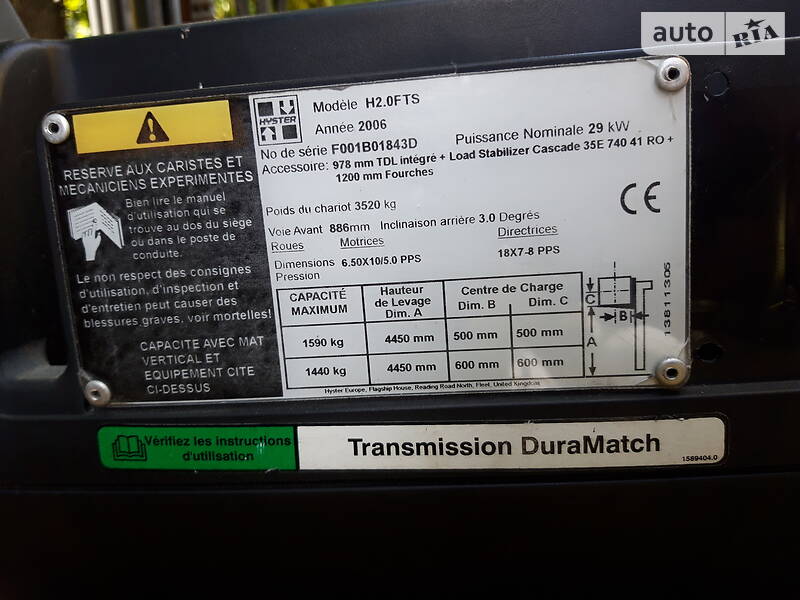 auto RIA
RESERVE AUX CARISTES ET
MECANICIENS EXPERIMENTES
Bien lire le manuel
d'utilisation qui se
trouve au dos du siège
ou dans le poste de
conduite.
Le non respect des consignes
d'utilisation, d'inspection et
d'entretien peut causer des
blessures graves, voir mortelles!
CAPACITE AVEC MAT
VERTICAL ET
EQUIPEMENT CITE
CI-DESSUS
HYSTER
Modèle H2.0FTS
Année 2006
No de série F001B01843D Puissance Nominale 29 kW
Accessoire: 978 mm TDL intégré + Load Stabilizer Cascade 35E 740 41 RO +
1200 mm Fourches
CE
Poids du chariot 3520 kg
Voie Avant 886mm Inclinaison arrière 3.0 Degrés
Roues Motrices Directrices
Dimensions 6.50X10/5.0 PPS 18X7-8 PPS
Pression
CAPACITÉ MAXIMUM
Hauteur de Levage Dim. A
Centre de Charge
Dim. B Dim. C
1590 kg 4450 mm 500 mm 500 mm
1440 kg 4450 mm 600 mm 600 mm
C
B
A
13811305
Hyster Europe, Flagship House, Reading Road North, Fleet, United Kingdom
Vérifiez les instructions
d'utilisation
Transmission DuraMatch
1589404.0